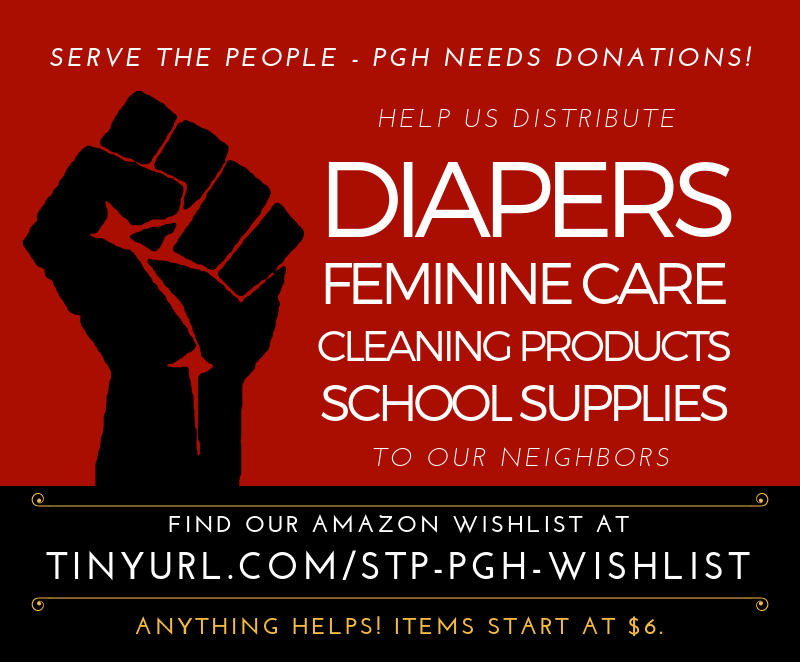 SERVE THE PEOPLE - PGH NEEDS DONATIONS!
HELP US DISTRIBUTE
DIAPERS
FEMININE CARE
CLEANING PRODUCTS
SCHOOL SUPPLIES
TO OUR NEIGHBORS
FIND OUR AMAZON WISHLIST AT
TINYURL.COM/STP-PGH-WISHLIST
ANYTHING HELPS! ITEMS START AT $6.